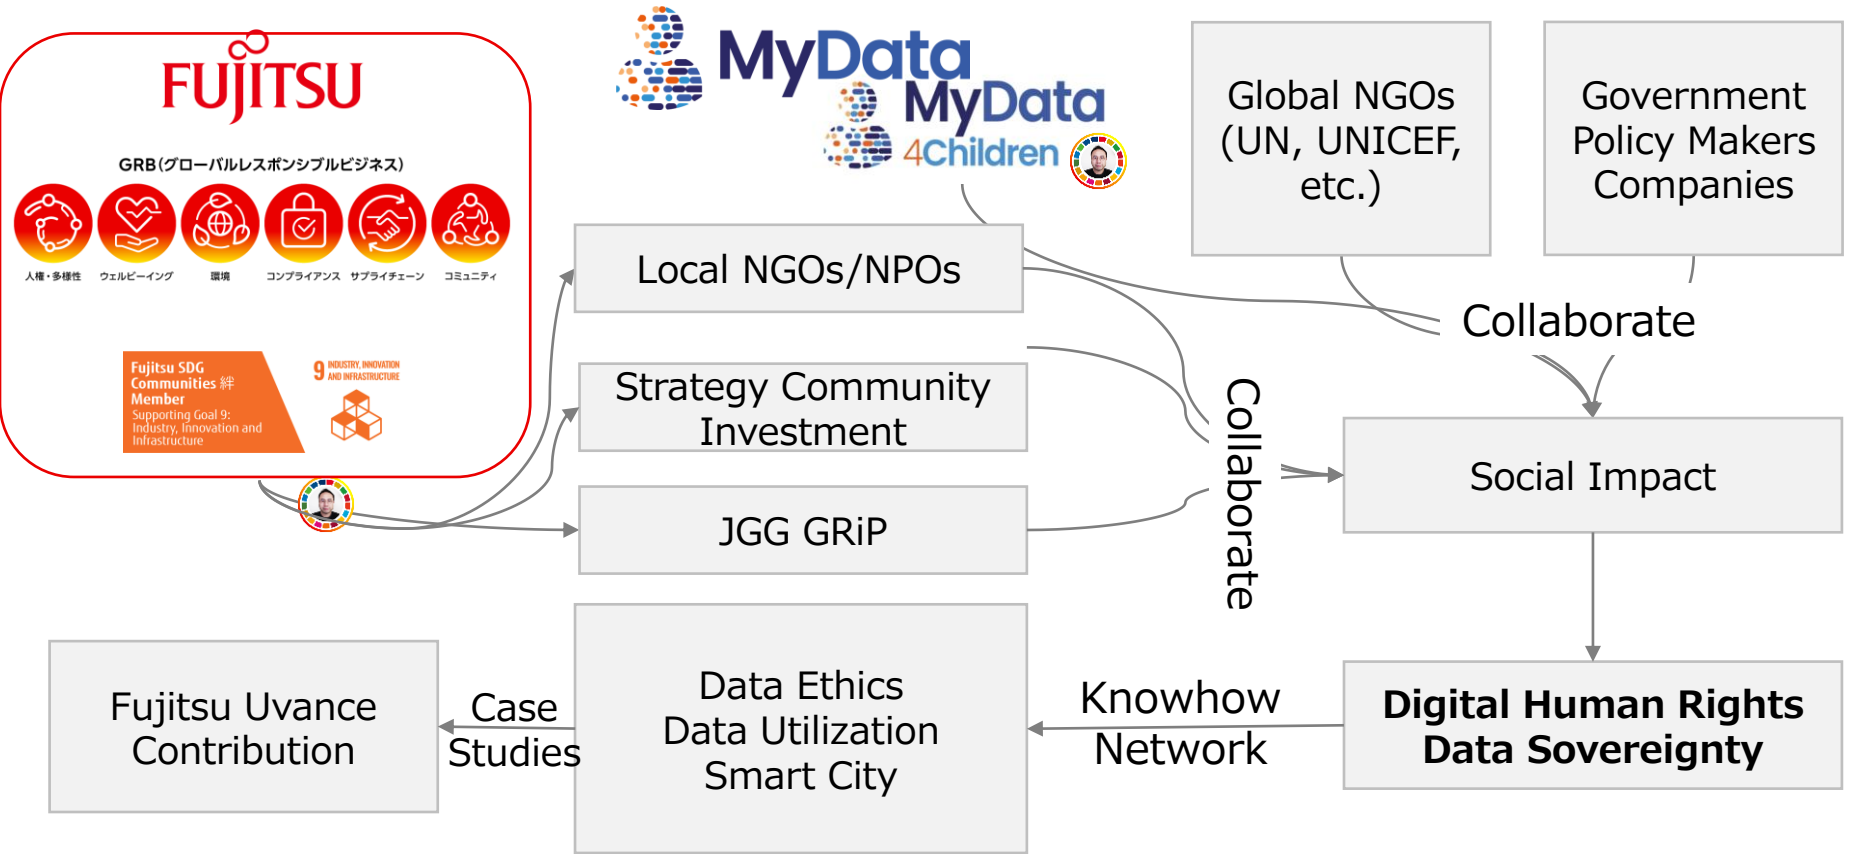 FUJITSU
GRB(グローバルレスポンシブルビジネス)
人権・多様性
ウェルビーイング
環境
コンプライアンス
サプライチェーン
コミュニティ
Fujitsu SDG
Communities 絆
Member
Supporting Goal 9:
Industry, Innovation and
Infrastructure
9 INDUSTRY, INNOVATION
AND INFRASTRUCTURE
MyData
MyData
4Children
Global NGOs
(UN, UNICEF,
etc.)
Government
Policy Makers
Companies
Local NGOs/NPOs
Collaborate
Strategy Community
Investment
Collaborate
Social Impact
JGG GRiP
Fujitsu Uvance
Contribution
Case
Studies
Data Ethics
Data Utilization
Smart City
Knowhow
Network
Digital Human Rights
Data Sovereignty